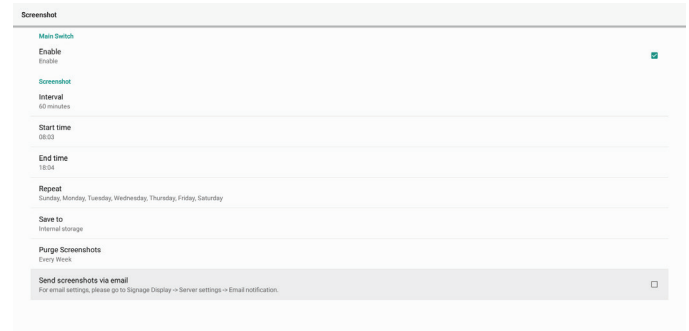 Screenshot
Main Switch
Enable
Enable
Screenshot
Interval
60 minutes
Start time
08:03
End time
18:04
Repeat
Sunday, Monday, Tuesday, Wednesday, Thursday, Friday, Saturday
Save to
Internal storage
Purge Screenshots
Every Week
Send screenshots via email
For email settings, please go to Signage Display -> Server settings -> Email notification.